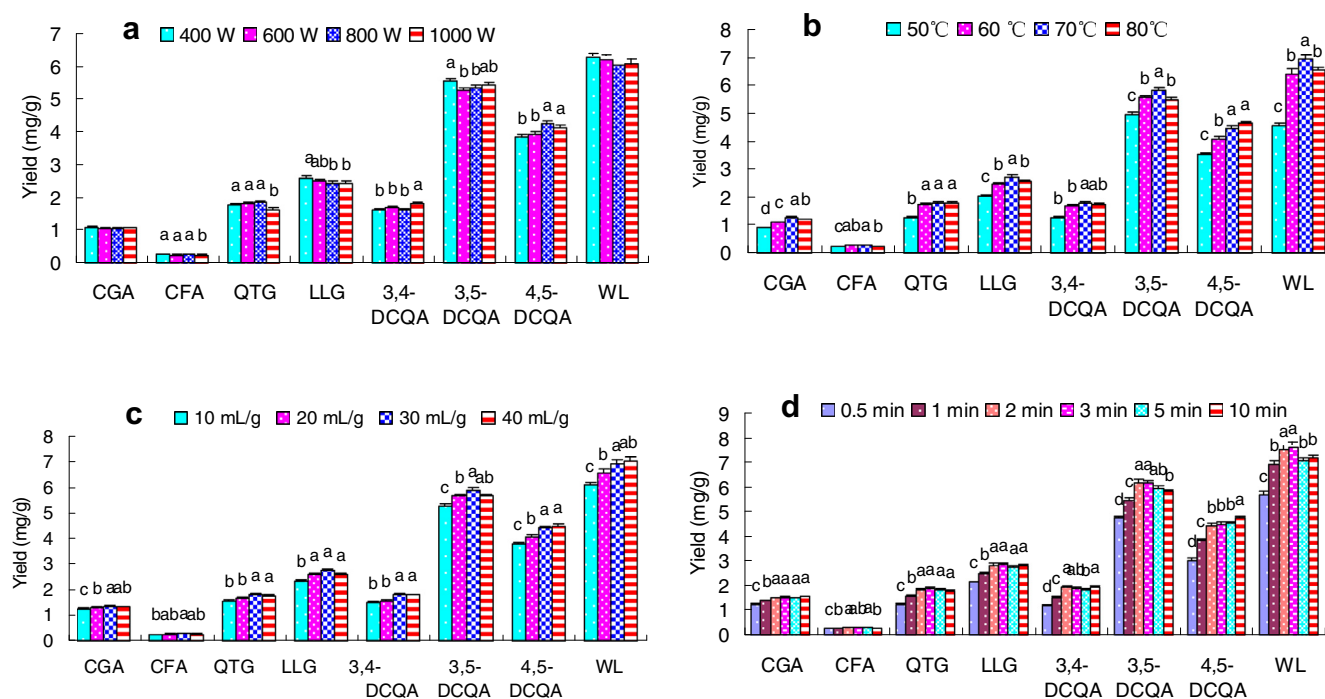 a
400 W 600 W 800 W 1000 W
Yield (mg/g)
7
6
5
4
3
2
1
0
a a a b
a a a b
a ab b b
b b b a
a b b ab
b b a a
CGA CFA QTG LLG 3,4-DCQA 3,5-DCQA 4,5-DCQA WL
b
50℃ 60 ℃ 70℃ 80℃
Yield (mg/g)
8
7
6
5
4
3
2
1
0
d c a b
c a b a b
b a a a
c b a b
b b a ab
c b a b
c b a a
c b a b
CGA CFA QTG LLG 3,4-DCQA 3,5-DCQA 4,5-DCQA WL
c
10 mL/g 20 mL/g 30 mL/g 40 mL/g
Yield (mg/g)
8
7
6
5
4
3
2
1
0
c b a ab
b ab a ab
b b a a
b a a a
b b a a
c b a ab
c b a a
c b a ab
CGA CFA QTG LLG 3,4-DCQA 3,5-DCQA 4,5-DCQA WL
d
0.5 min 1 min 2 min 3 min 5 min 10 min
Yield (mg/g)
9
8
7
6
5
4
3
2
1
0
c b a a a a
c b a ab a b
c b a a a a
c b a a a a
d c a ab b a
d c a a ab b
d c b b b a
c b a a b b
CGA CFA QTG LLG 3,4-DCQA 3,5-DCQA 4,5-DCQA WL